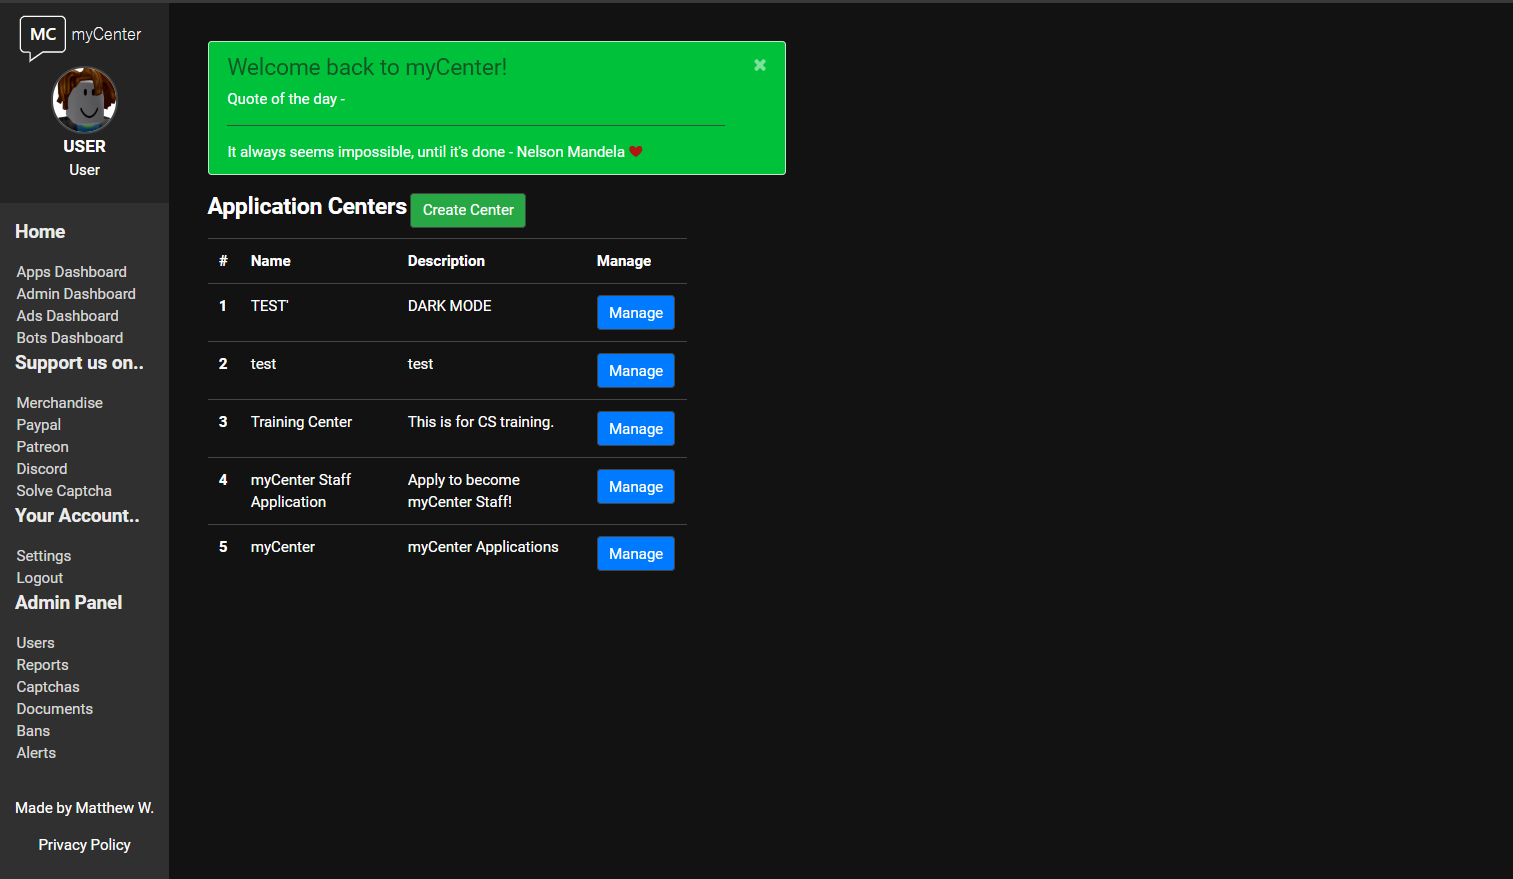 MC myCenter
USER
User
Home
Apps Dashboard
Admin Dashboard
Ads Dashboard
Bots Dashboard
Support us on..
Merchandise
Paypal
Patreon
Discord
Solve Captcha
Your Account..
Settings
Logout
Admin Panel
Users
Reports
Captchas
Documents
Bans
Alerts
Made by Matthew W.
Privacy Policy
Welcome back to myCenter!
Quote of the day -
It always seems impossible, until it's done - Nelson Mandela
Application Centers Create Center
# Name Description Manage
1 TEST' DARK MODE Manage
2 test test Manage
3 Training Center This is for CS training. Manage
4 myCenter Staff Apply to become Manage
Application myCenter Staff!
5 myCenter myCenter Applications Manage